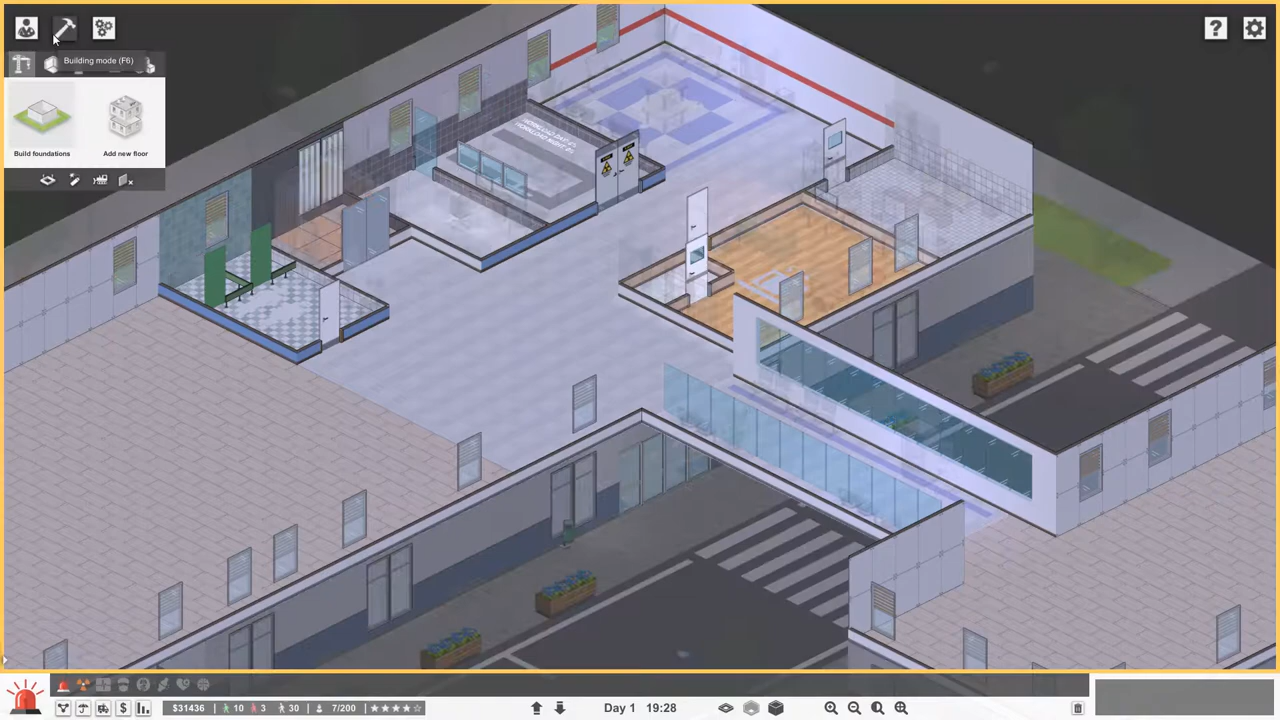 Building mode (F6)
Build foundations
Add new floor
$31436
10
3
30
7/200
Day 1 19:28
?
$